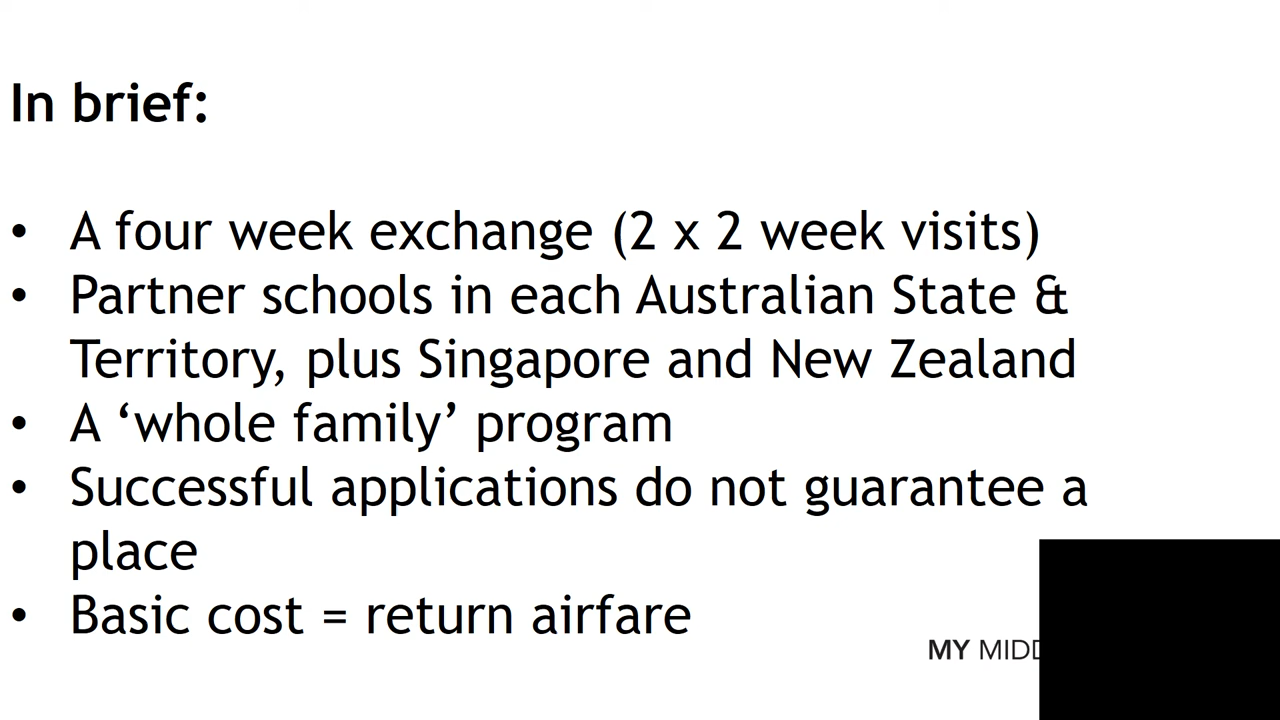 In brief:
• A four week exchange (2 x 2 week visits)
• Partner schools in each Australian State &
Territory, plus Singapore and New Zealand
• A ‘whole family’ program
• Successful applications do not guarantee a
place
• Basic cost = return airfare
MY